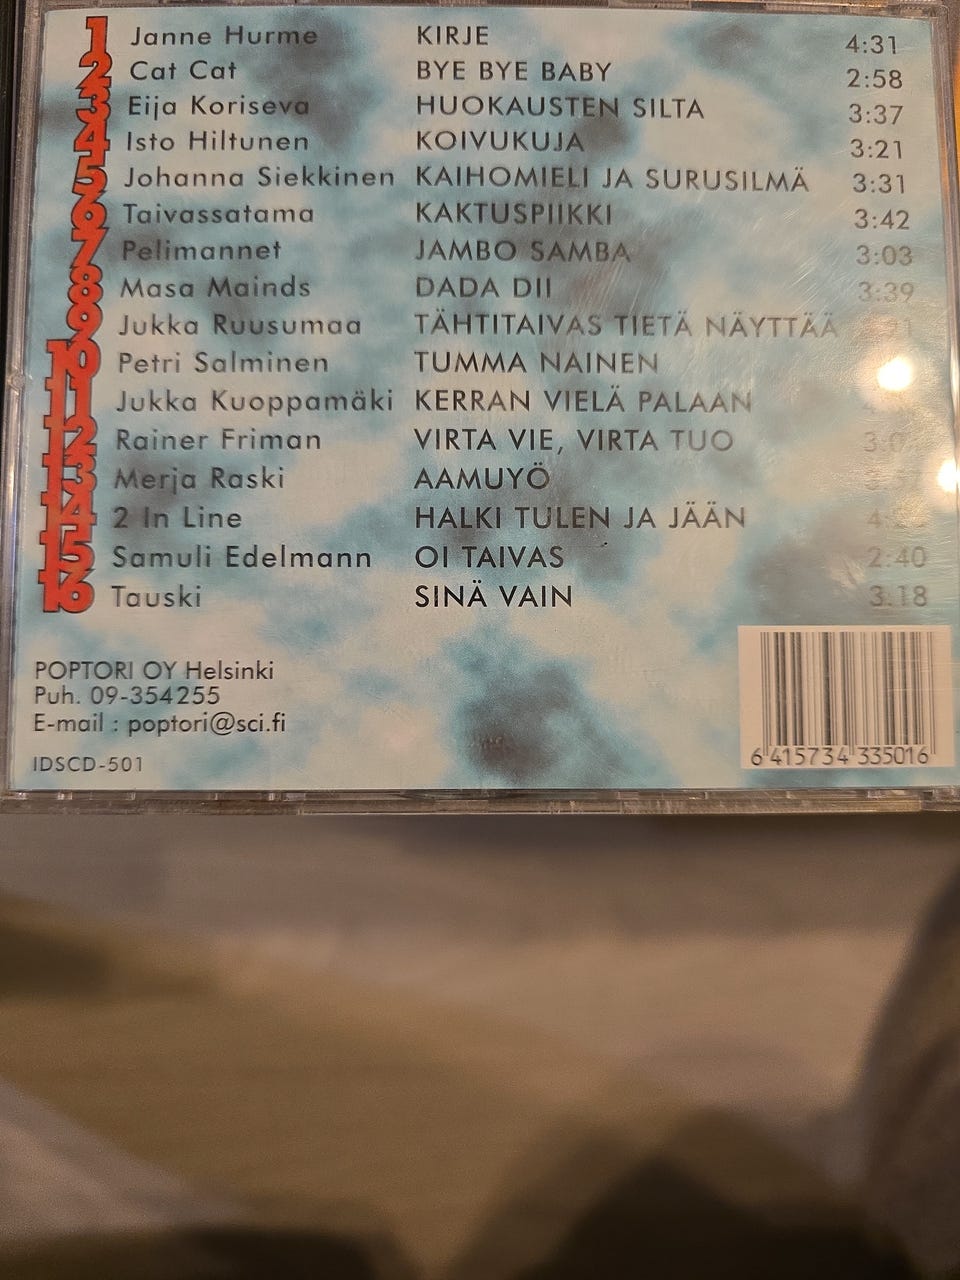 1 Janne Hurme KIRJE 4:31
2 Cat Cat BYE BYE BABY 2:58
3 Eija Koriseva HUOKAUSTEN SILTA 3:37
4 Isto Hiltunen KOIVUKUJA 3:21
5 Johanna Siekkinen KAIHOMIELI JA SURUSILMÄ 3:31
6 Taivassatama KAKTUSPIIKKI 3:42
7 Pelimannet JAMBO SAMBA 3:03
8 Masa Mainds DADA DII 3:39
9 Jukka Ruusumaa TÄHTITAIVAS TIETÄ NÄYTTÄÄ
10 Petri Salminen TUMMA NAINEN
11 Jukka Kuoppamäki KERRAN VIELÄ PALAAN
12 Rainer Friman VIRTA VIE, VIRTA TUO
13 Merja Raski AAMUYÖ
14 2 In Line HALKI TULEN JA JÄÄN
15 Samuli Edelmann OI TAIVAS 2:40
16 Tauski SINÄ VAIN 3.18
POPTORI OY Helsinki
Puh. 09-354255
E-mail : poptori@sci.fi
IDSCD-501
6 415734 335016